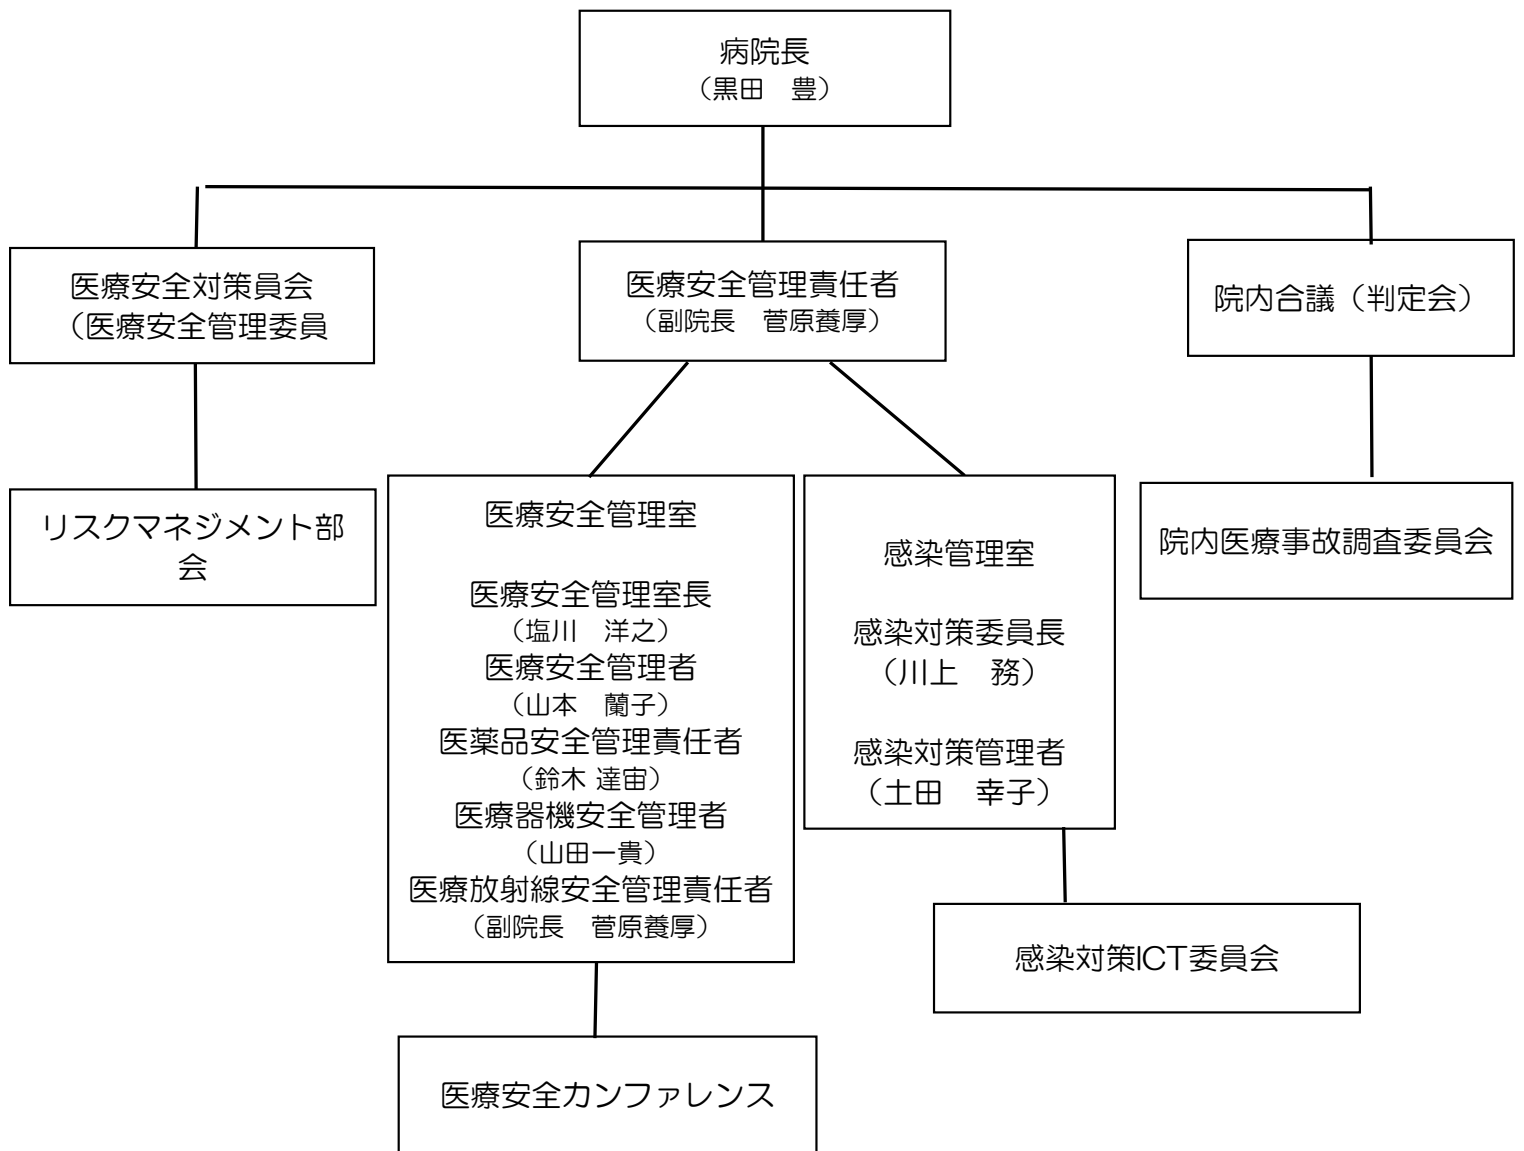 病院長
（黒田　豊）
医療安全対策員会
（医療安全管理委員
医療安全管理責任者
（副院長　菅原養厚）
院内合議（判定会）
リスクマネジメント部
会
医療安全管理室
医療安全管理室長
（塩川　洋之）
医療安全管理者
（山本　蘭子）
医薬品安全管理責任者
（鈴木 達宙）
医療器機安全管理者
（山田一貴）
医療放射線安全管理責任者
（副院長　菅原養厚）
感染管理室
感染対策委員長
（川上　務）
感染対策管理者
（土田　幸子）
院内医療事故調査委員会
感染対策ICT委員会
医療安全カンファレンス